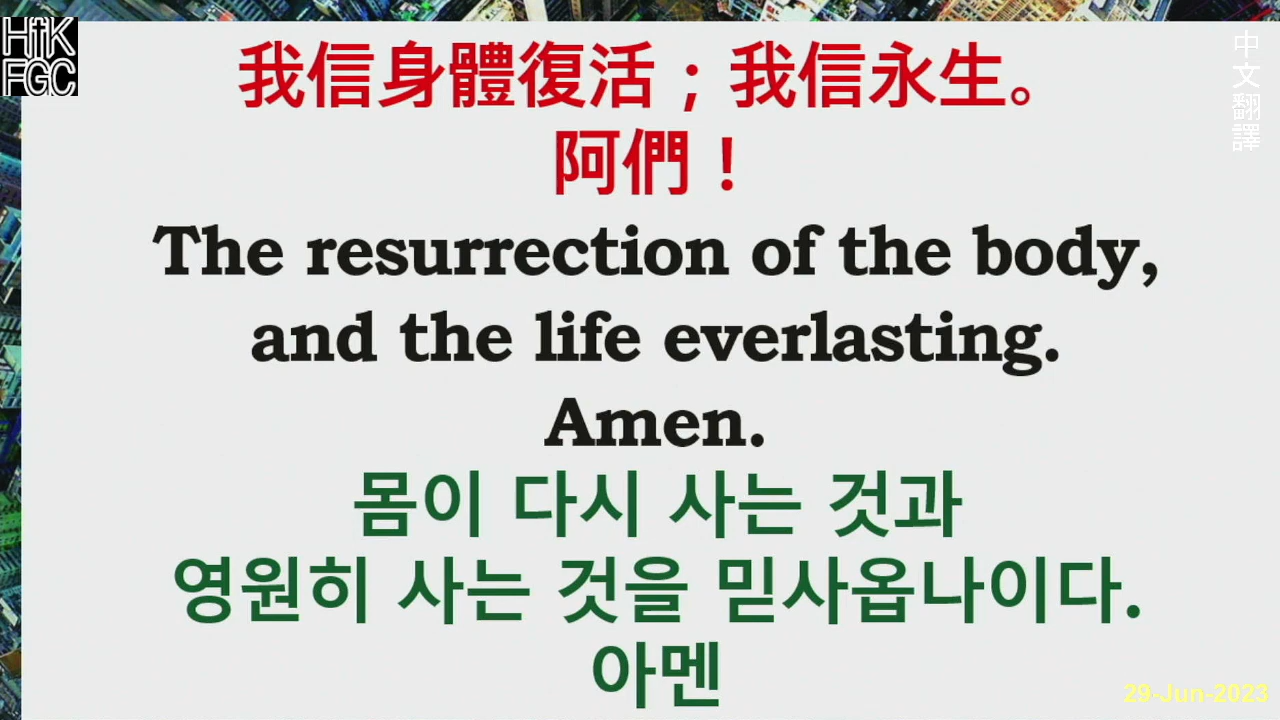 HfK
FGC
我信身體復活；我信永生。
阿們！
The resurrection of the body,
and the life everlasting.
Amen.
몸이 다시 사는 것과
영원히 사는 것을 믿사옵나이다.
아멘
中文翻譯
29-Jun-2023